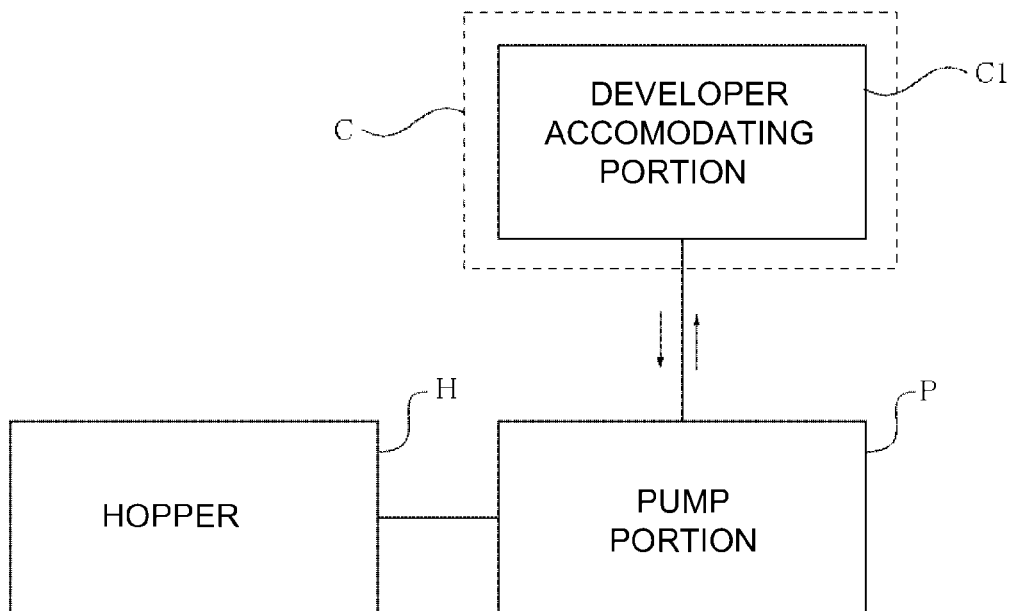 DEVELOPER
ACCOMODATING
PORTION
C1
C
H
P
HOPPER
PUMP
PORTION